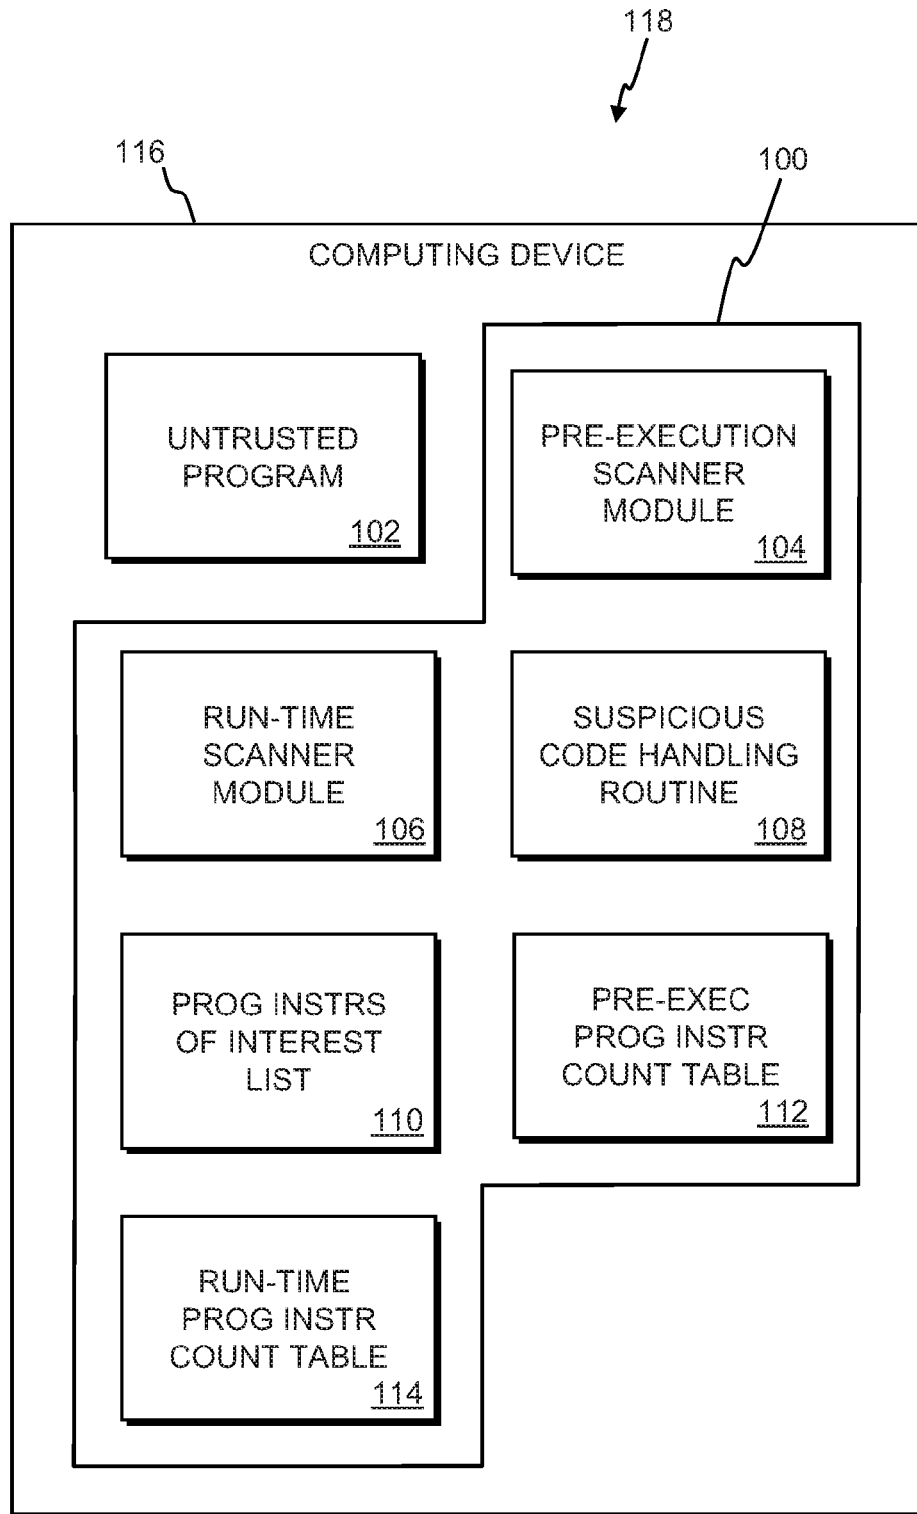 118
116
100
COMPUTING DEVICE
UNTRUSTED
PROGRAM
102
PRE-EXECUTION
SCANNER
MODULE
104
RUN-TIME
SCANNER
MODULE
106
SUSPICIOUS
CODE HANDLING
ROUTINE
108
PROG INSTRS
OF INTEREST
LIST
110
PRE-EXEC
PROG INSTR
COUNT TABLE
112
RUN-TIME
PROG INSTR
COUNT TABLE
114